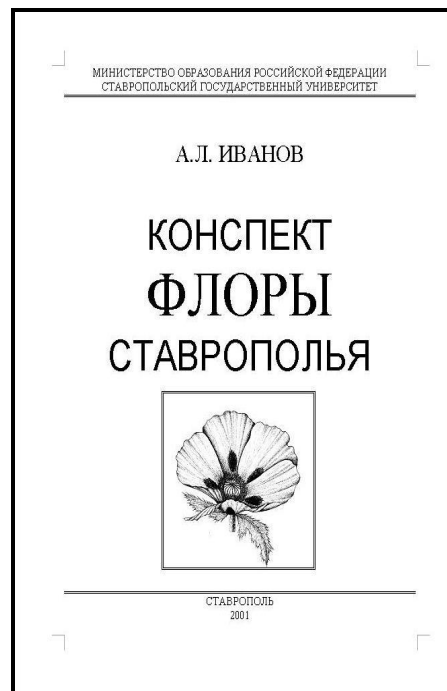 МИНИСТЕРСТВО ОБРАЗОВАНИЯ РОССИЙСКОЙ ФЕДЕРАЦИИ
СТАВРОПОЛЬСКИЙ ГОСУДАРСТВЕННЫЙ УНИВЕРСИТЕТ
А.Л. ИВАНОВ
КОНСПЕКТ
ФЛОРЫ
СТАВРОПОЛЬЯ
СТАВРОПОЛЬ
2001